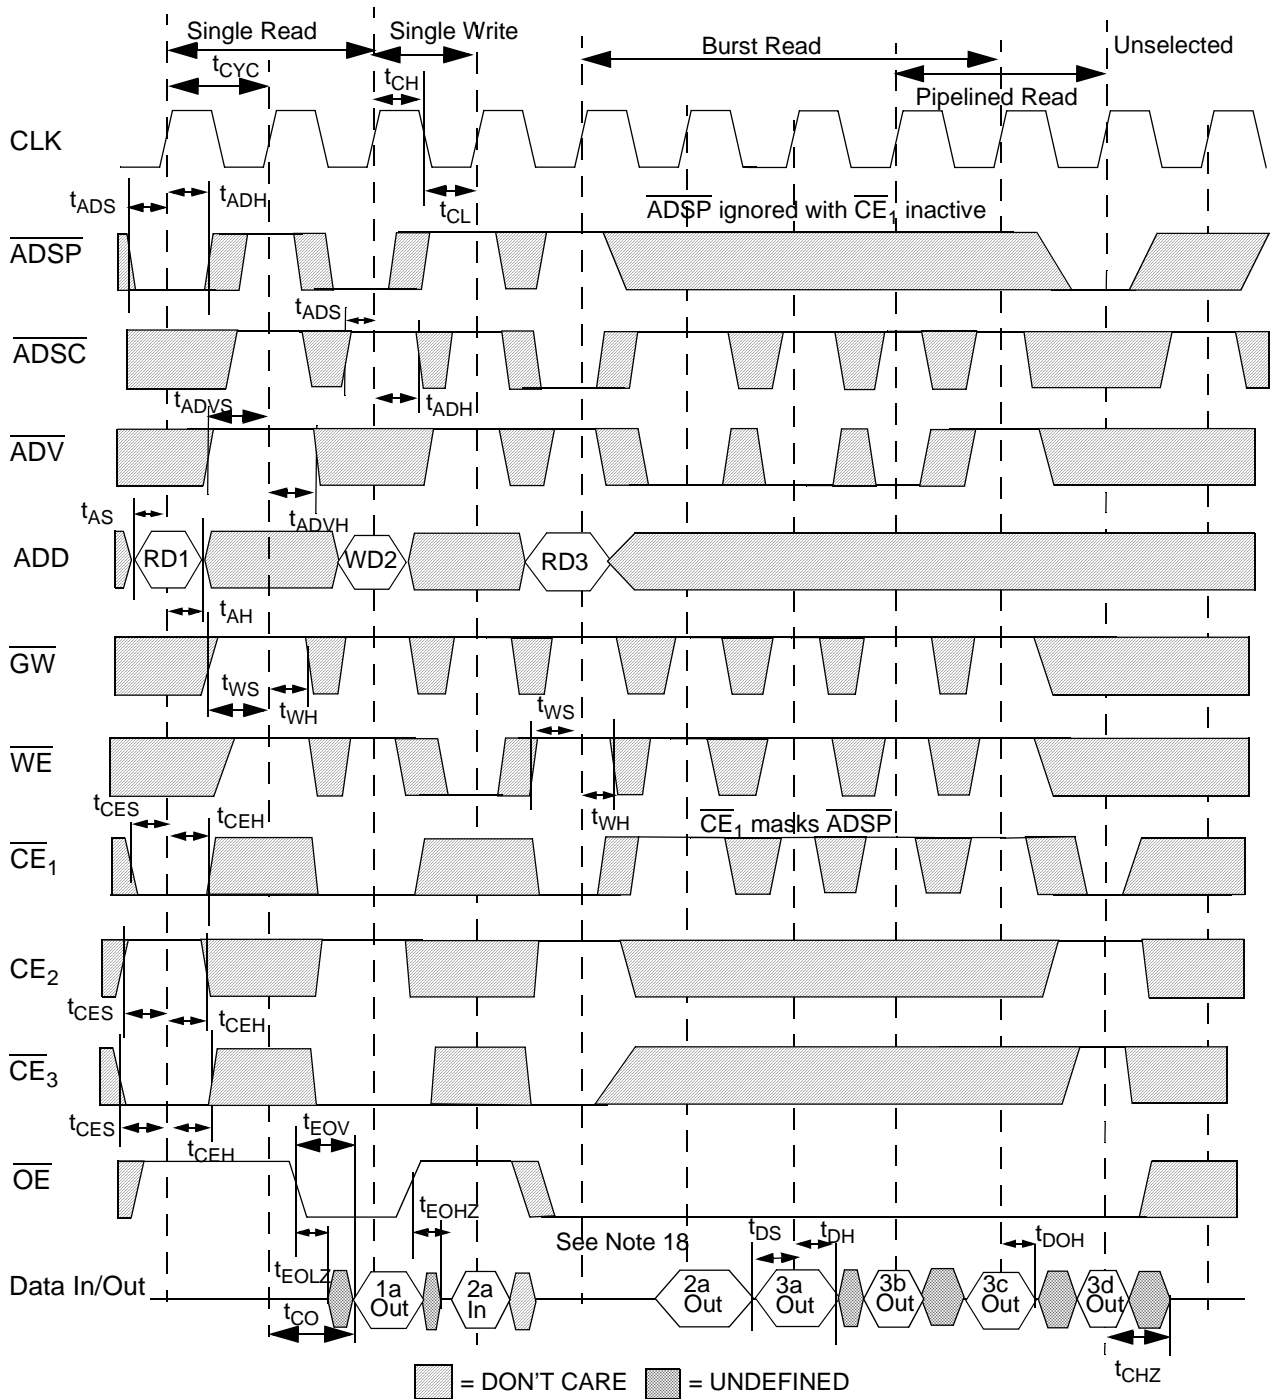 Single Read
Single Write
Burst Read
Unselected
tCYC
tCH
Pipelined Read
CLK
tADS
tADH
tCL
ADSP ignored with CE1 inactive
ADSP
tADS
ADSC
tADVS
tADH
ADV
tAS
tADVH
ADD
RD1
WD2
RD3
tAH
GW
tWS
tWH
tWS
WE
tCES
tCEH
tWH
CE1 masks ADSP
CE1
CE2
tCES
tCEH
CE3
tCES
tCEH
tEOV
OE
tEOHZ
See Note 18
tDS
tDH
tDOH
tEOLZ
Data In/Out
1a
Out
2a
In
2a
Out
3a
Out
3b
Out
3c
Out
3d
Out
tCO
tCHZ
= DON'T CARE
= UNDEFINED